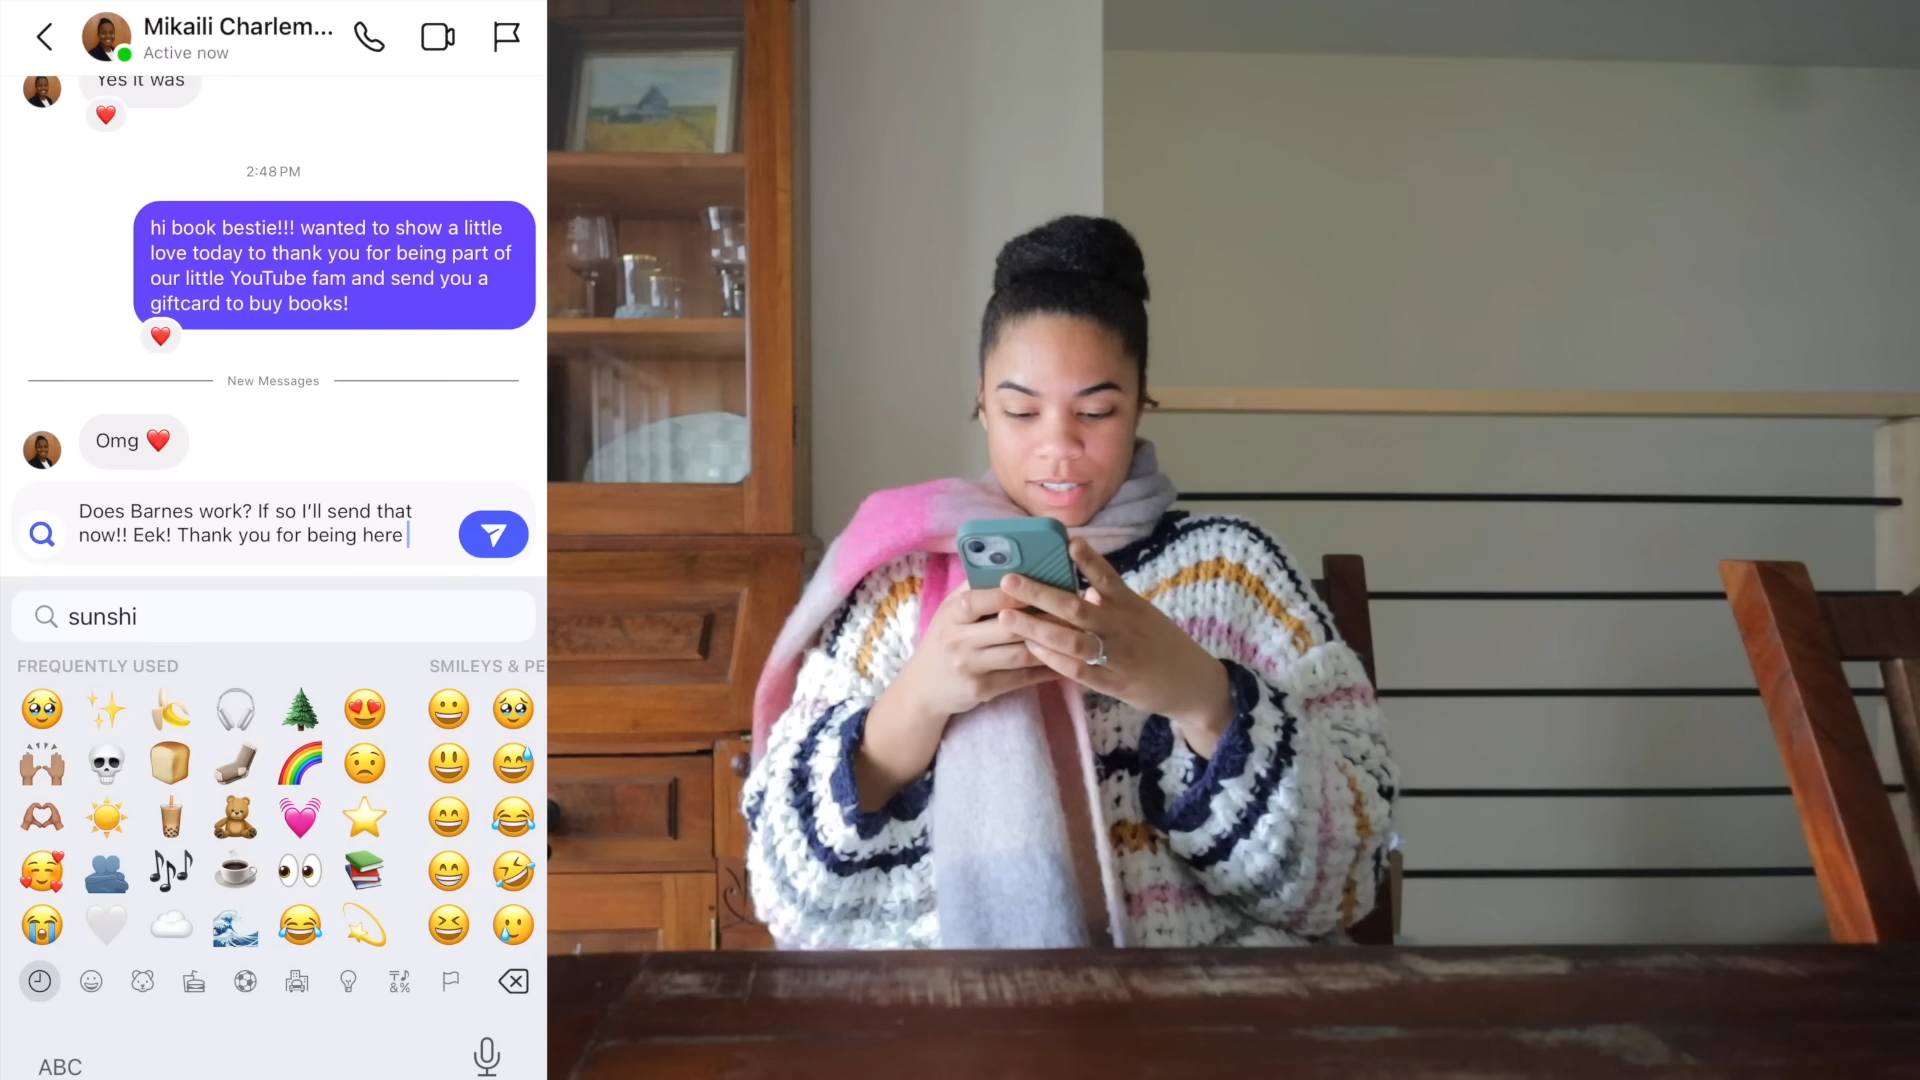 Mikaili Charlem...
Active now
Yes it was
2:48 PM
hi book bestie!!! wanted to show a little
love today to thank you for being part of
our little YouTube fam and send you a
giftcard to buy books!
New Messages
Omg ❤️
Does Barnes work? If so I'll send that
now!! Eek! Thank you for being here
sunshi
FREQUENTLY USED
SMILEYS & PE
ABC